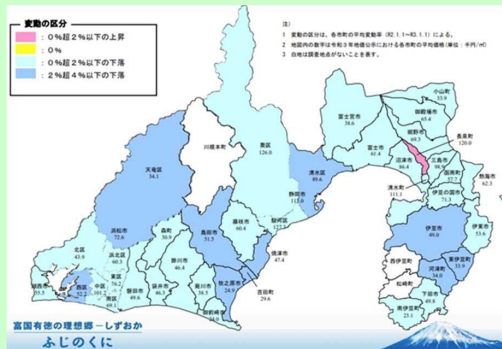 変動の区分
：0％超2％以下の上昇
：0％
：0％超2％以下の下落
：2％超4％以下の下落
注）
1 変動の区分は、各市町の平均変動率（R2.1.1～R3.1.1）による。
2 地図内の数字は令和3年地価公示における各市町の平均価格（単位：千円/㎡）
3 白地は調査地点がないことを表す。
小山町
33.9
御殿場市
65.4
富士宮市
58.6
裾野市
69.3
長泉町
120.0
富士市
61.4
沼津市
86.4
三島市
98.9
函南町
57.7
熱海市
62.3
清水町
111.1
伊豆の国市
71.3
伊豆市
49.0
伊東市
53.6
西伊豆町
東伊豆町
33.9
河津町
34.0
松崎町
下田市
49.8
南伊豆町
23.1
川根本町
葵区
126.0
清水区
89.6
静岡市
113.0
駿河区
天竜区
34.1
浜松市
72.6
森町
30.9
島田市
51.5
藤枝市
60.4
焼津市
47.4
北区
43.9
浜北区
60.3
東区
76.2
中区
西区
52.2
南区
69.1
湖西市
磐田市
49.6
袋井市
46.3
掛川市
46.4
菊川市
38.5
牧之原市
24.9
吉田町
29.6
御前崎市
富国有徳の理想郷－しずおか
ふじのくに